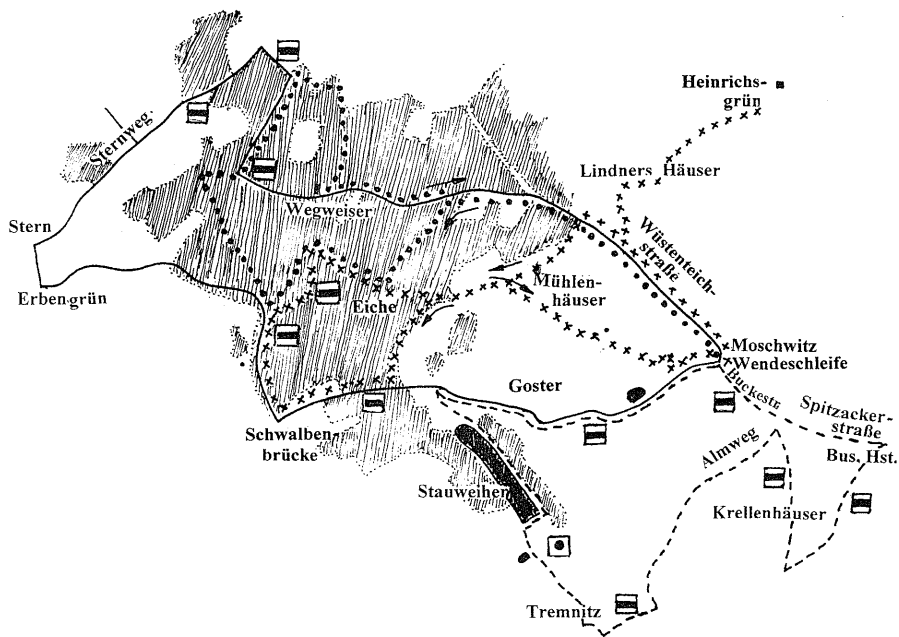 Heinrichs-
grün
Sternweg.
Lindners Häuser
Wegweiser
Stern
Wüstenteich-
straße
Erbengrün
Mühlen-
häuser
Eiche
Moschwitz
Wendeschleife
Goster
Buckestr.
Spitzacker-
straße
Schwalben-
brücke
Almweg
Bus. Hst.
Stauweiher
Krellenhäuser
Tremnitz